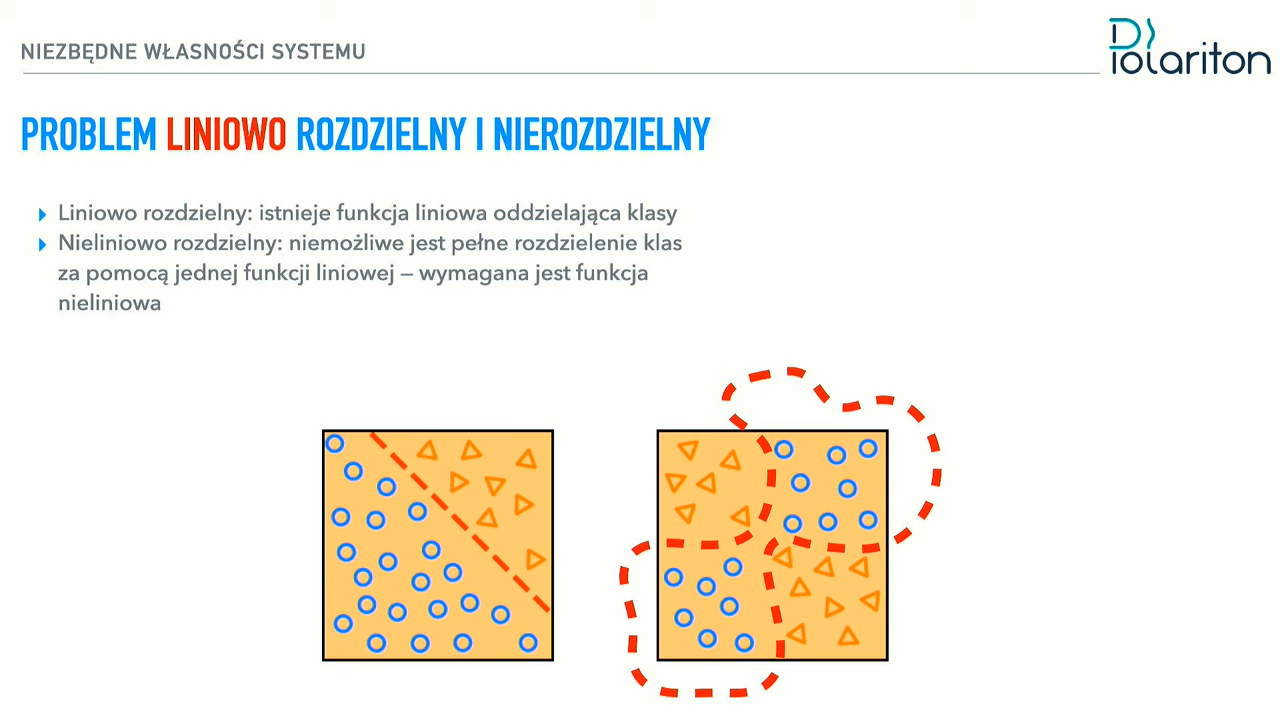 NIEZBĘDNE WŁASNOŚCI SYSTEMU
PROBLEM LINIOWO ROZDZIELNY I NIEROZDZIELNY
Liniowo rozdzielny: istnieje funkcja liniowa oddzielająca klasy
Nieliniowo rozdzielny: niemożliwe jest pełne rozdzielenie klas
za pomocą jednej funkcji liniowej – wymagana jest funkcja
nieliniowa